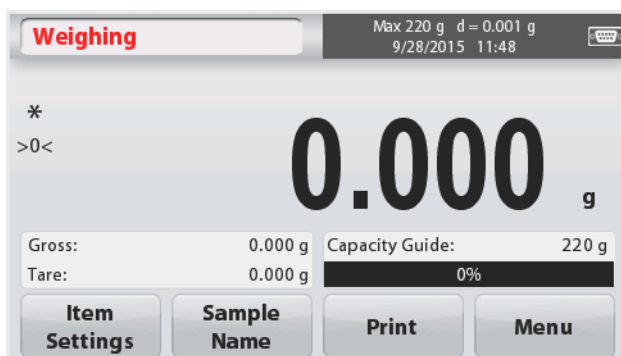 Weighing
Max 220 g d = 0.001 g
9/28/2015 11:48
*
>0<
0.000 g
Gross: 0.000 g
Tare: 0.000 g
Capacity Guide: 220 g
0%
Item Settings
Sample Name
Print
Menu